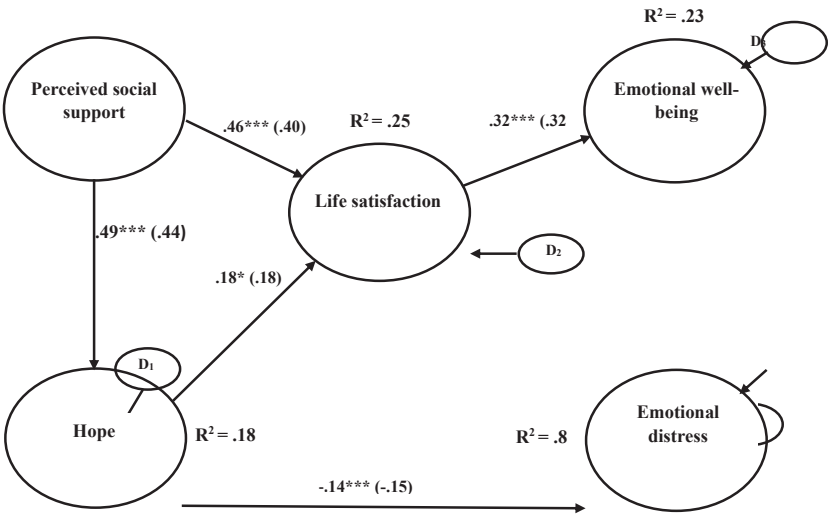 R² = .23
D₃
Perceived social
support
Emotional well-
being
.46*** (.40)
R² = .25
.32*** (.32
Life satisfaction
.49*** (.44)
.18* (.18)
D₂
D₁
Hope
R² = .18
Emotional
distress
R² = .8
-.14*** (-.15)